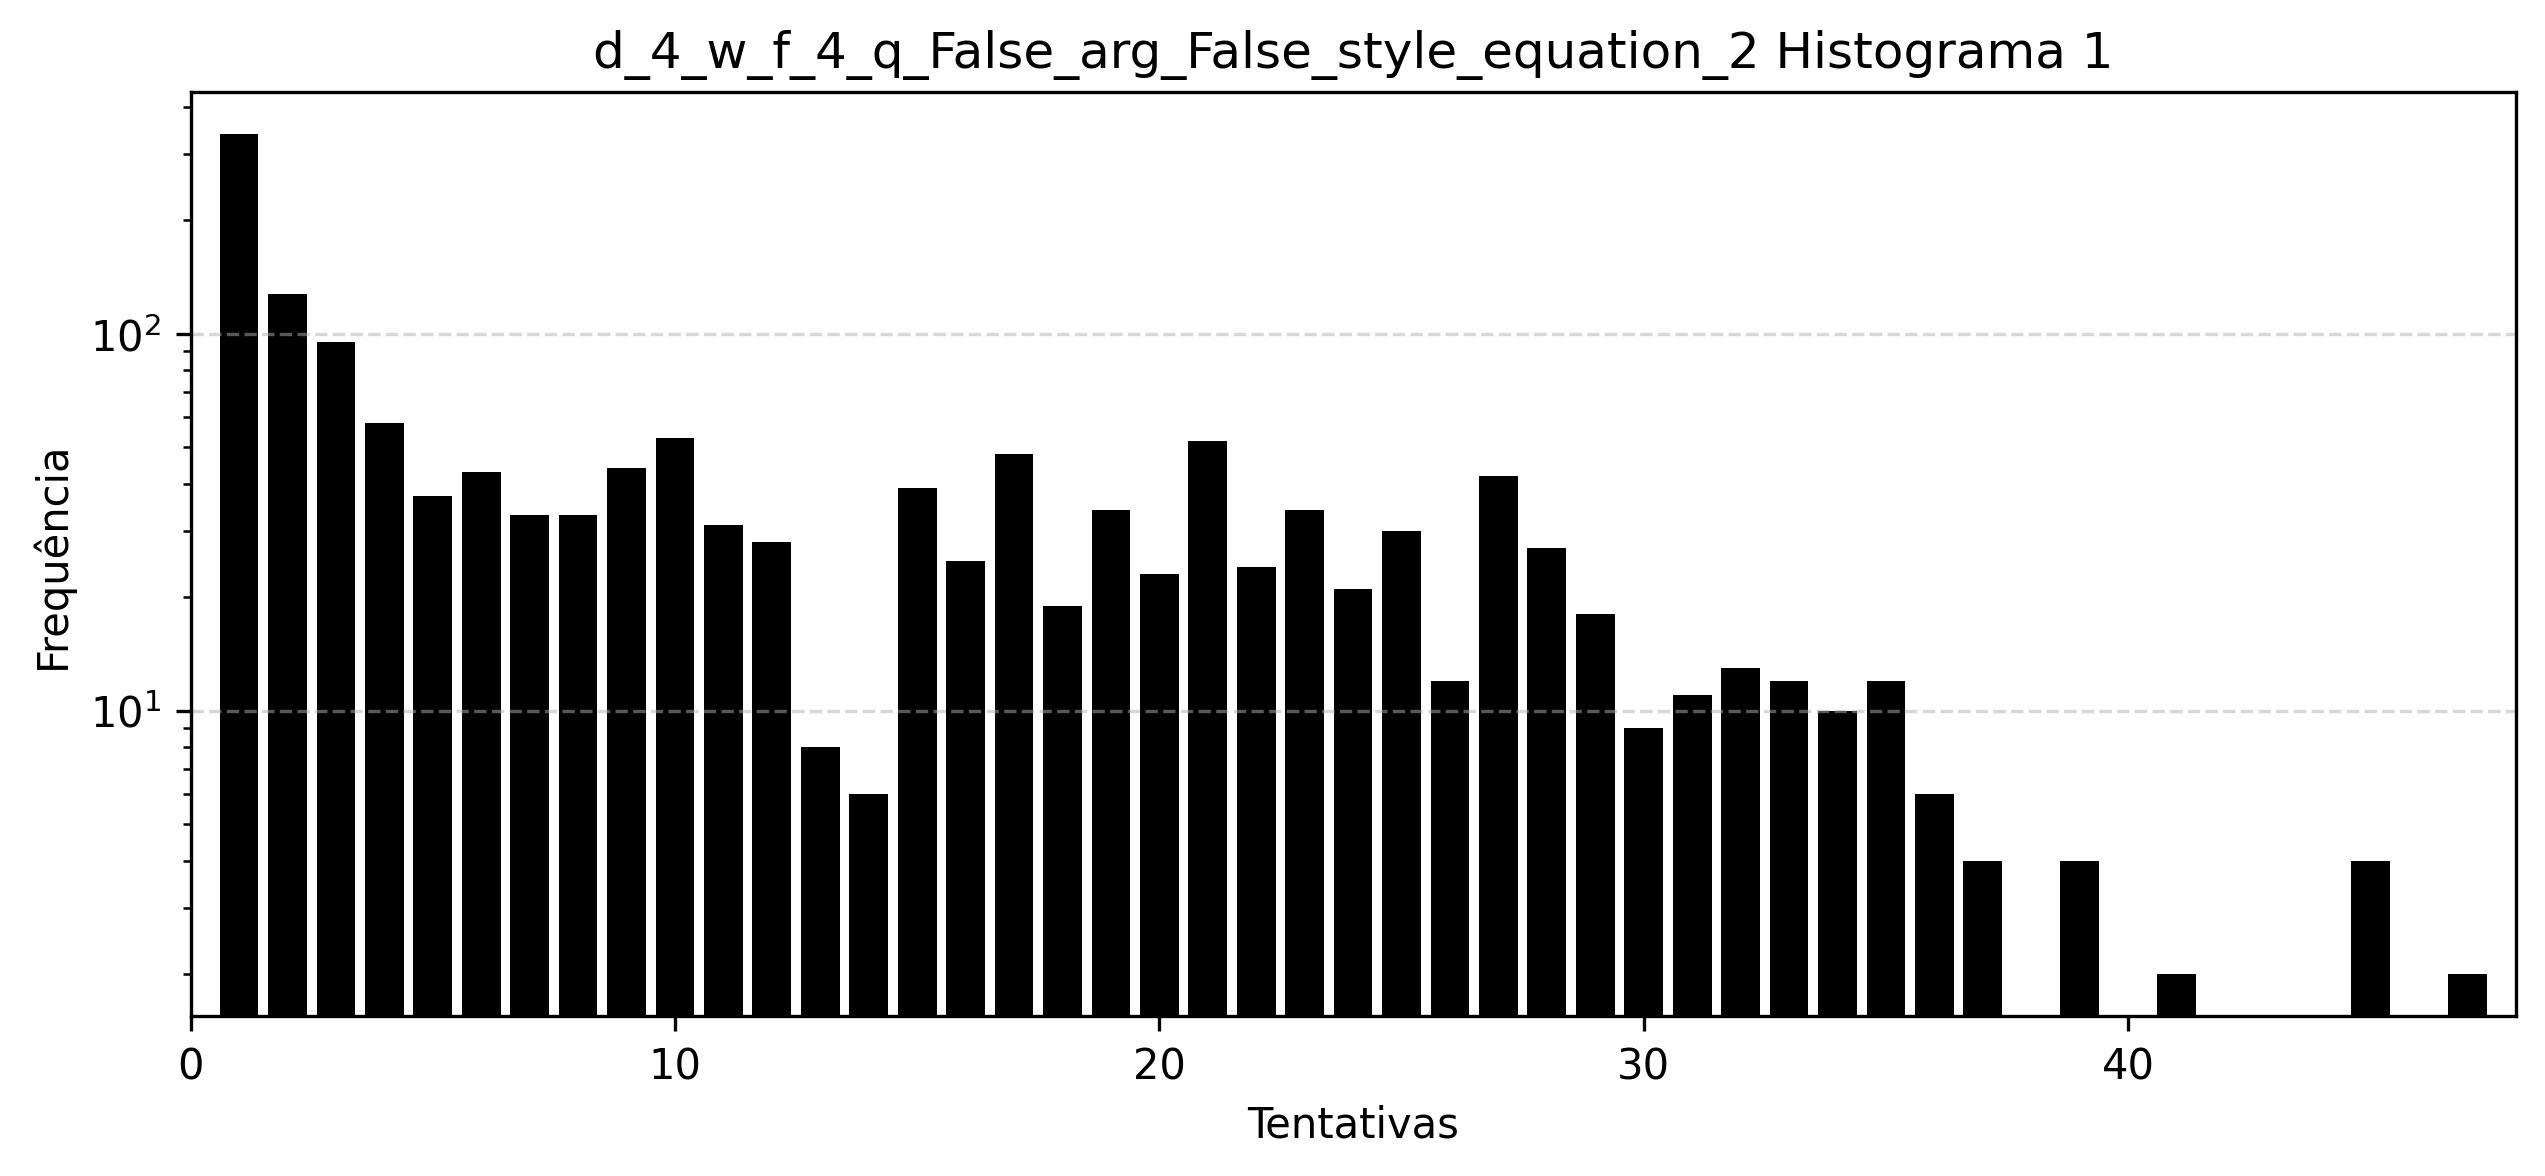 d_4_w_f_4_q_False_arg_False_style_equation_2 Histograma 1
Frequência
10²
10¹
0 10 20 30 40
Tentativas